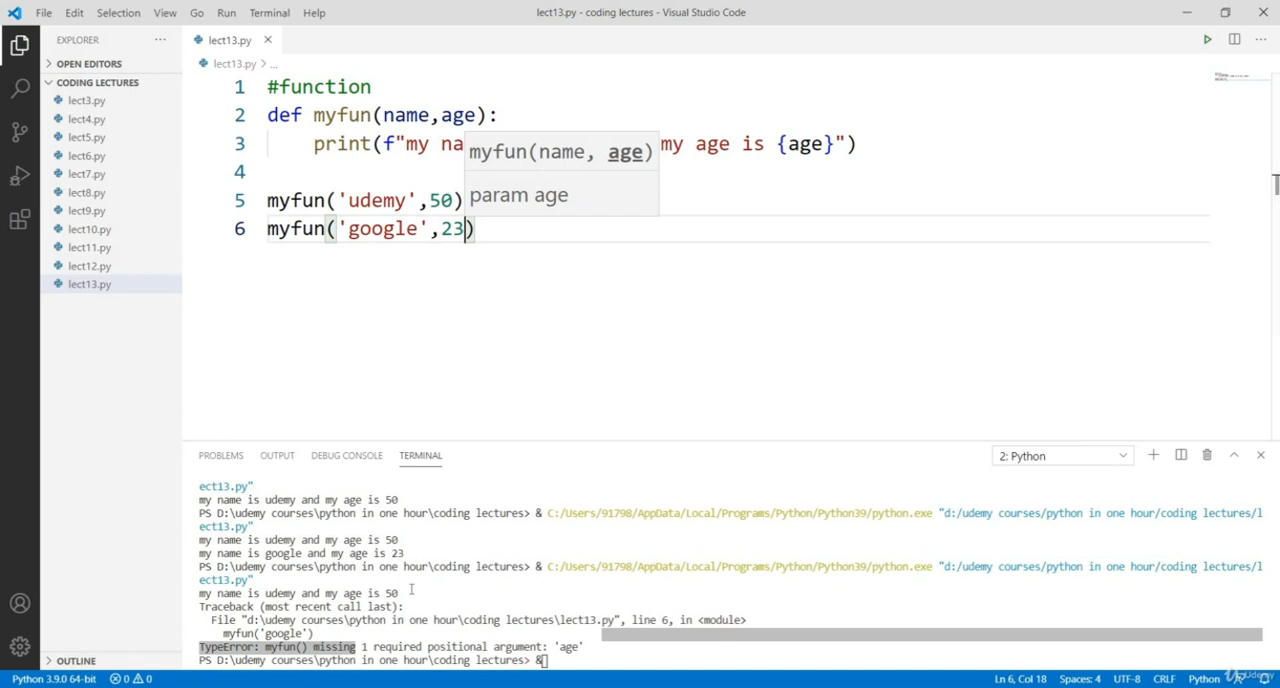 File Edit Selection View Go Run Terminal Help
lect13.py - coding lectures - Visual Studio Code
EXPLORER
lect13.py
OPEN EDITORS
lect13.py > ...
CODING LECTURES
lect3.py
lect4.py
lect5.py
lect6.py
lect7.py
lect8.py
lect9.py
lect10.py
lect11.py
lect12.py
lect13.py
1 #function
2 def myfun(name,age):
3 print(f"my na my age is {age}")
myfun(name, age)
param age
4
5 myfun('udemy',50)
6 myfun('google',23)
PROBLEMS OUTPUT DEBUG CONSOLE TERMINAL
2: Python
ect13.py"
my name is udemy and my age is 50
PS D:\udemy courses\python in one hour\coding lectures> & C:/Users/91798/AppData/Local/Programs/Python/Python39/python.exe "d:/udemy courses/python in one hour/coding lectures/l
ect13.py"
my name is udemy and my age is 50
my name is google and my age is 23
PS D:\udemy courses\python in one hour\coding lectures> & C:/Users/91798/AppData/Local/Programs/Python/Python39/python.exe "d:/udemy courses/python in one hour/coding lectures/l
ect13.py"
my name is udemy and my age is 50
Traceback (most recent call last):
File "d:\udemy courses\python in one hour\coding lectures\lect13.py", line 6, in <module>
myfun('google')
TypeError: myfun() missing 1 required positional argument: 'age'
PS D:\udemy courses\python in one hour\coding lectures> &
OUTLINE
Python 3.9.0 64-bit 0 0
Ln 6, Col 18 Spaces: 4 UTF-8 CRLF Python
Udemy